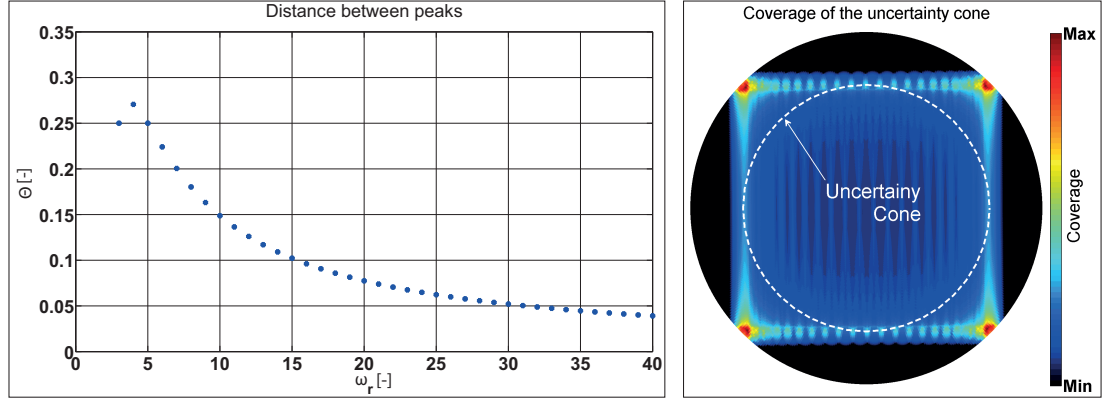 Distance between peaks
0.35
0.3
0.25
0.2
0.15
0.1
0.05
0
Θ [-]
0 5 10 15 20 25 30 35 40
ωr [-]
Coverage of the uncertainty cone
Uncertainy
Cone
Max
Coverage
Min